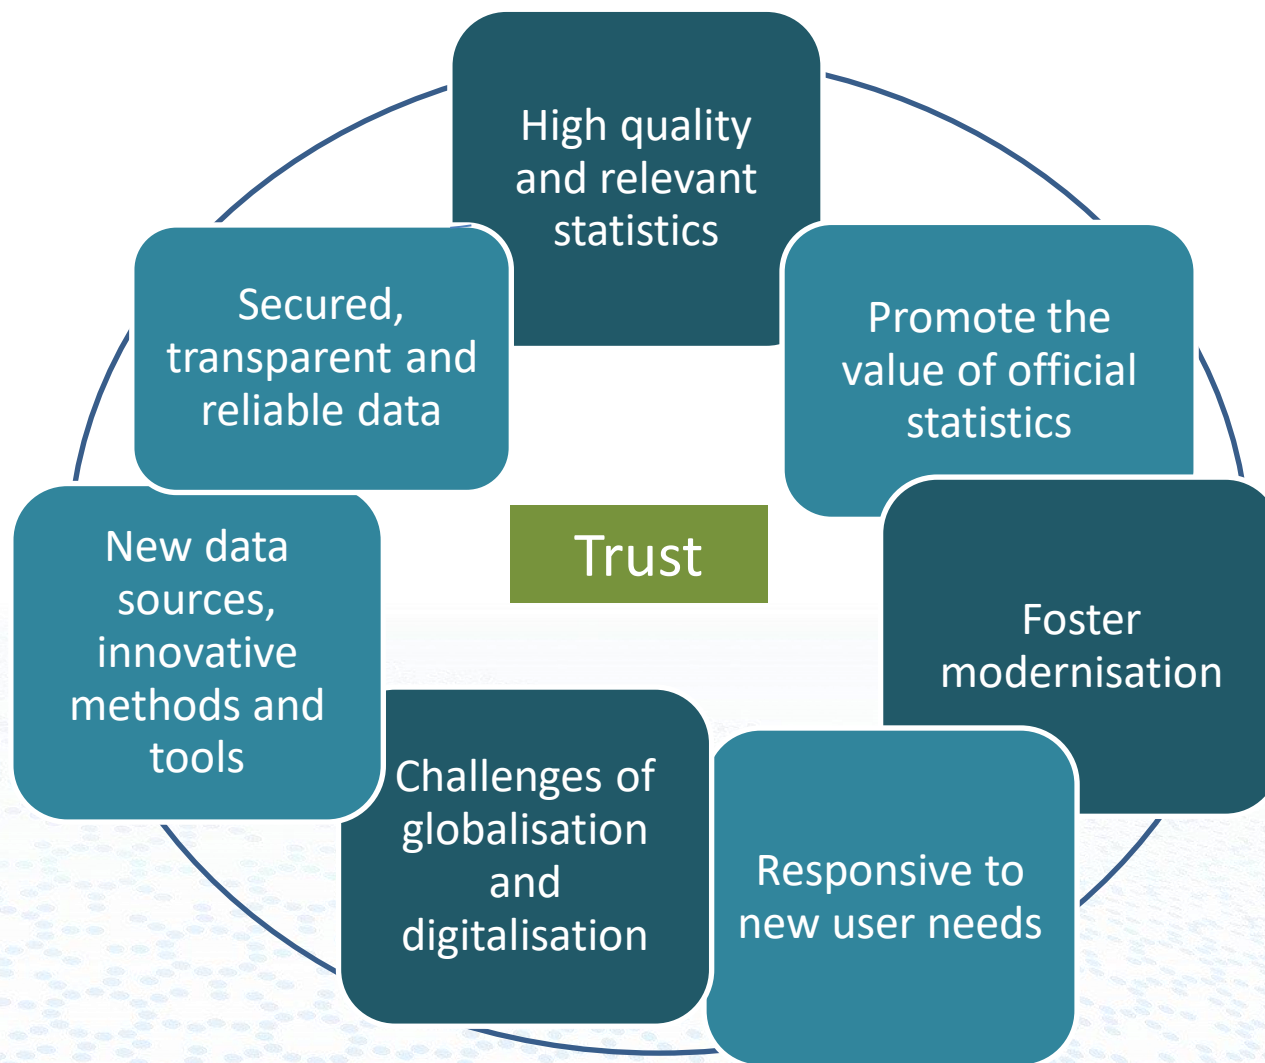 High quality
and relevant
statistics
Promote the
value of official
statistics
Foster
modernisation
Responsive to
new user needs
Challenges of
globalisation
and
digitalisation
New data
sources,
innovative
methods and
tools
Secured,
transparent and
reliable data
Trust